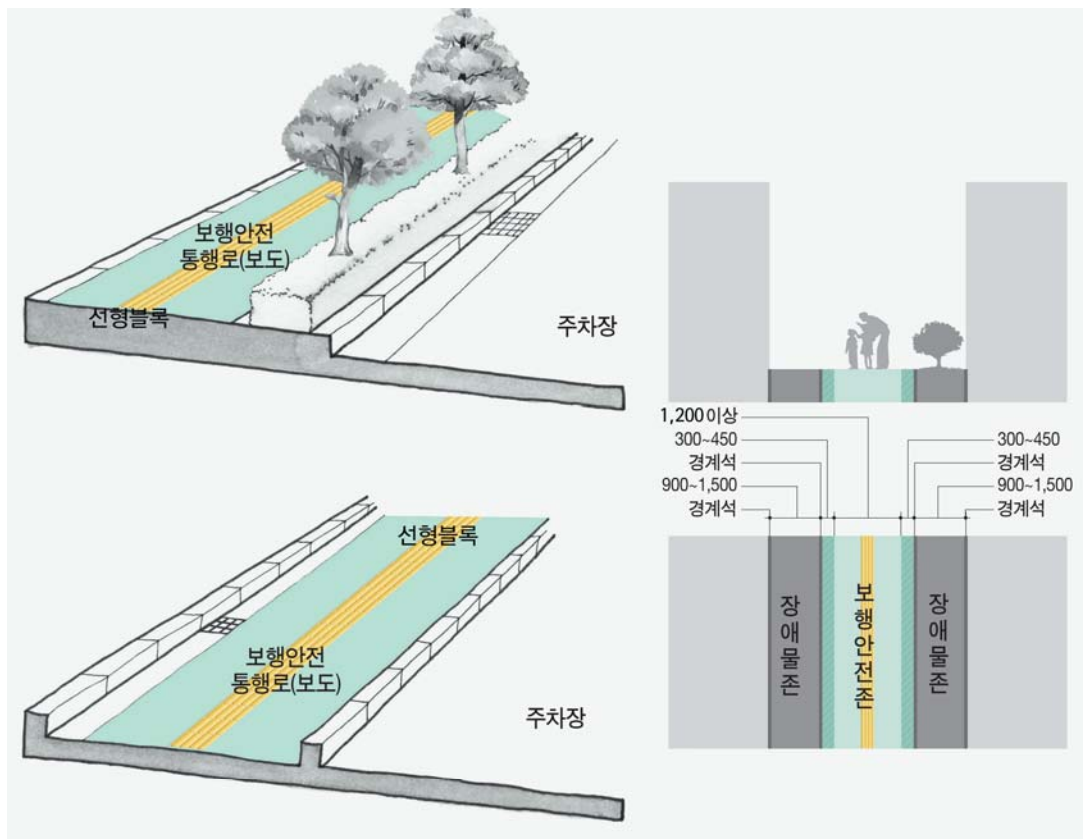 보행안전
통행로(보도)
선형블록
주차장
선형블록
보행안전
통행로(보도)
주차장
1,200이상
300~450
경계석
900~1,500
경계석
300~450
경계석
900~1,500
경계석
장애물존
보행안전존
장애물존